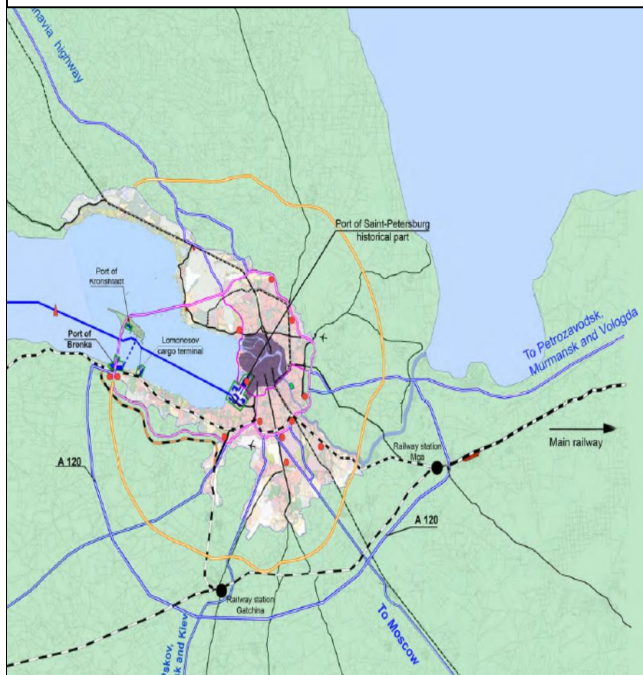 navia highway
Port of Saint-Petersburg
historical part
Port of
Kronshtadt
Port of
Bronka
Lomonosov
cargo terminal
To Petrozavodsk,
Murmansk and Vologda
Main railway
Railway station
Mga
A 120
A 120
Railway station
Gatchina
To Moscow
skov,
sk and Kiev